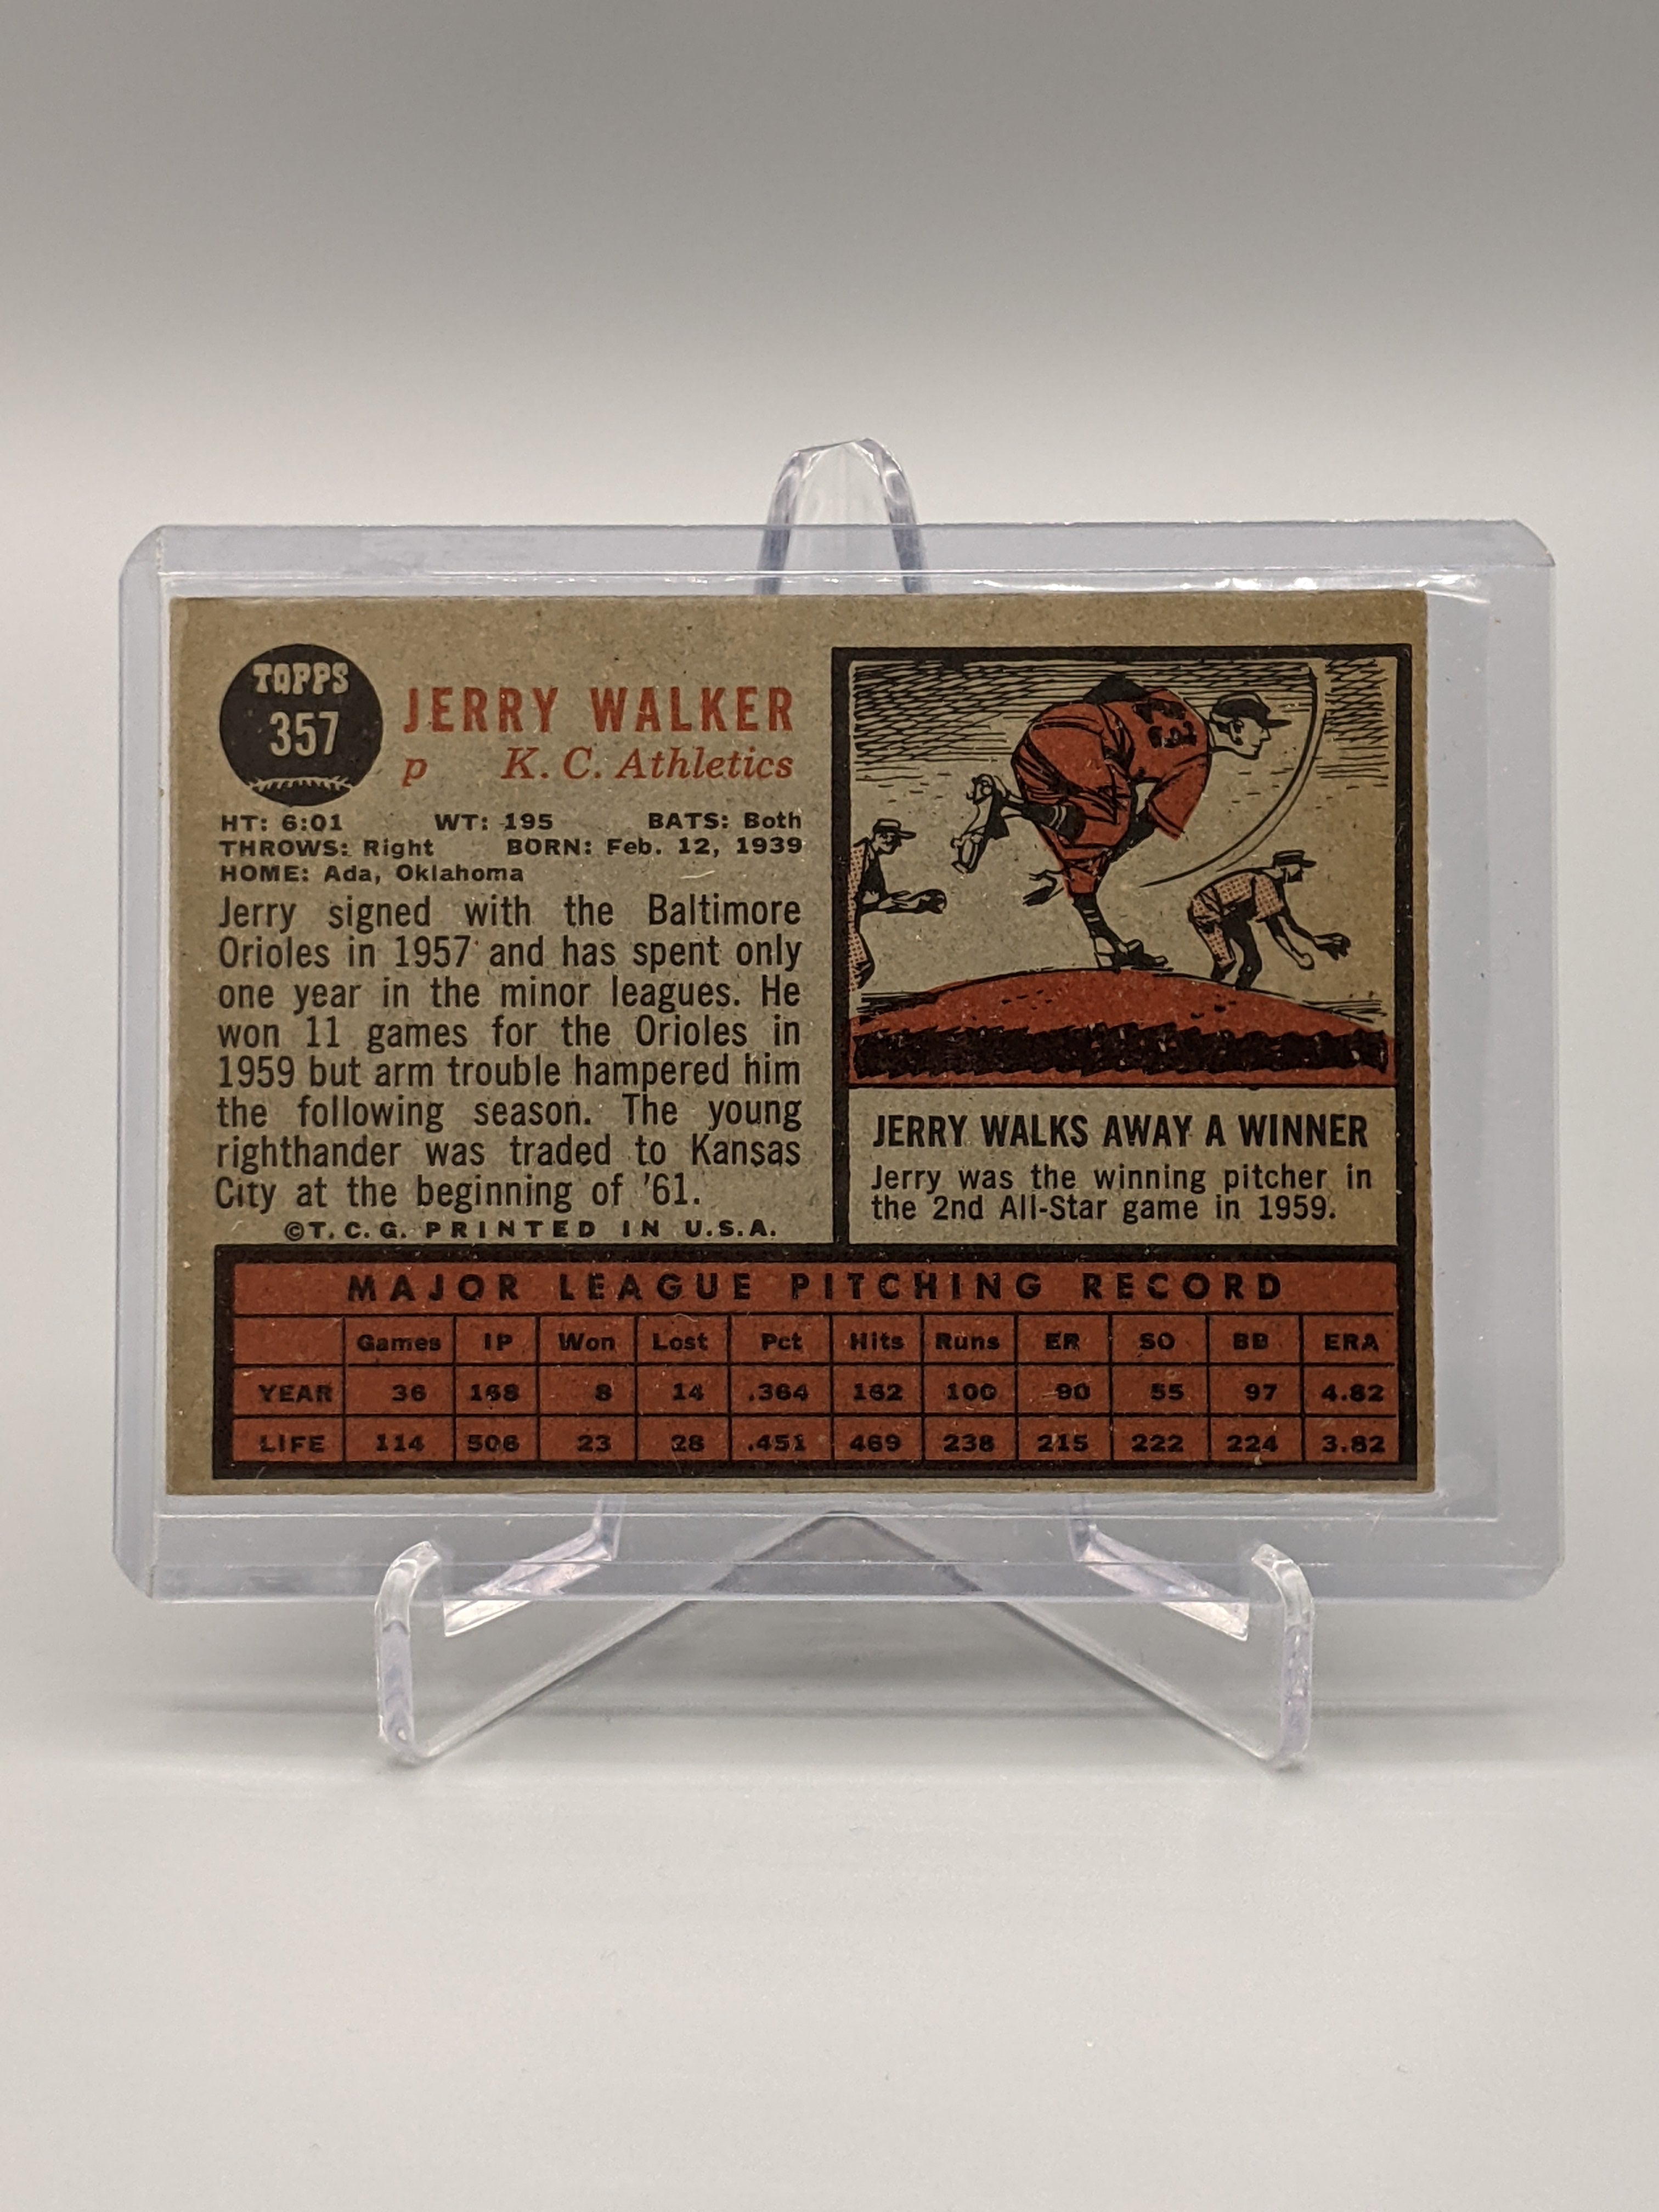 TOPPS
357
JERRY WALKER
p K. C. Athletics
HT: 6:01 WT: 195 BATS: Both
THROWS: Right BORN: Feb. 12, 1939
HOME: Ada, Oklahoma
Jerry signed with the Baltimore
Orioles in 1957 and has spent only
one year in the minor leagues. He
won 11 games for the Orioles in
1959 but arm trouble hampered him
the following season. The young
righthander was traded to Kansas
City at the beginning of '61.
©T. C. G. PRINTED IN U.S.A.
JERRY WALKS AWAY A WINNER
Jerry was the winning pitcher in
the 2nd All-Star game in 1959.
MAJOR LEAGUE PITCHING RECORD
Games IP Won Lost Pct Hits Runs ER SO BB ERA
YEAR 36 168 8 14 .364 162 100 90 55 97 4.82
LIFE 114 506 23 28 .451 469 238 215 222 224 3.82